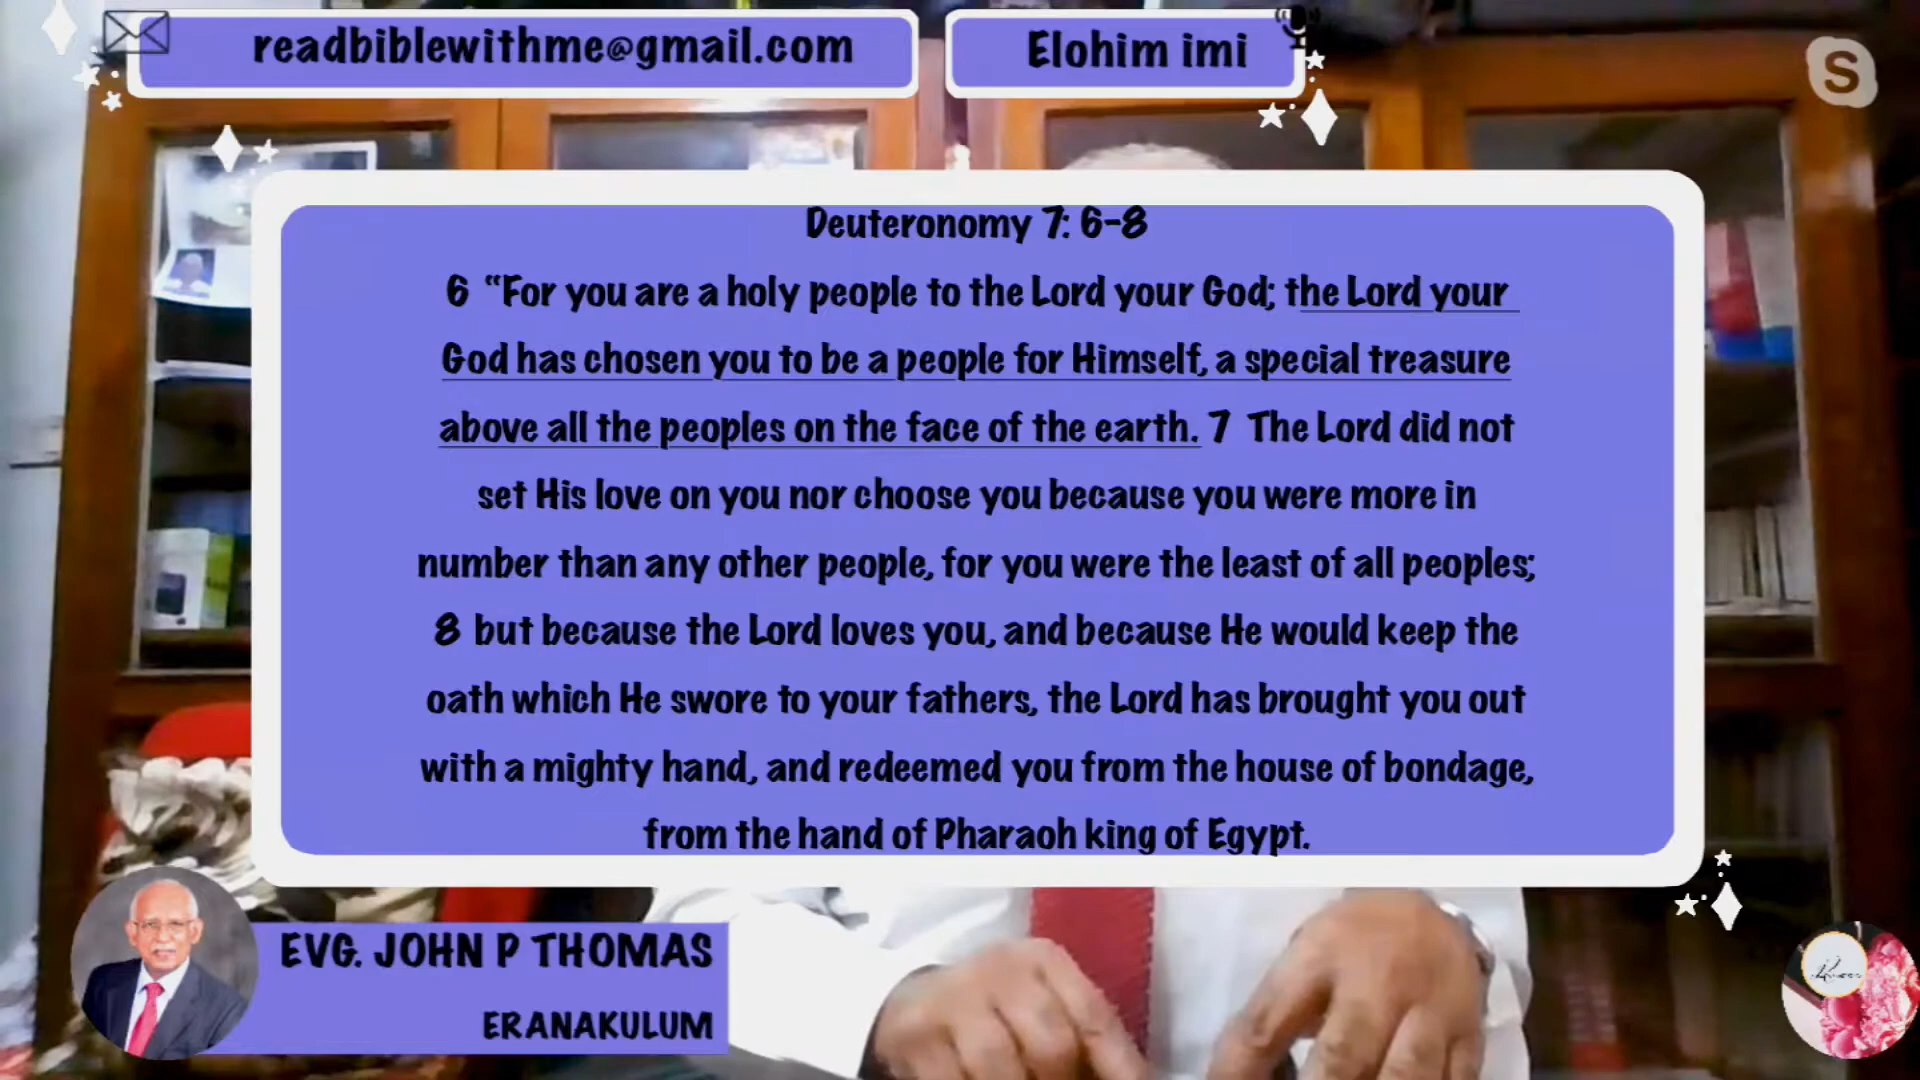 readbiblewithme@gmail.com
Elohim imi
S
Deuteronomy 7: 6-8
6 “For you are a holy people to the Lord your God; the Lord your
God has chosen you to be a people for Himself, a special treasure
above all the peoples on the face of the earth. 7 The Lord did not
set His love on you nor choose you because you were more in
number than any other people, for you were the least of all peoples;
8 but because the Lord loves you, and because He would keep the
oath which He swore to your fathers, the Lord has brought you out
with a mighty hand, and redeemed you from the house of bondage,
from the hand of Pharaoh king of Egypt.
EVG. JOHN P THOMAS
ERANAKULUM